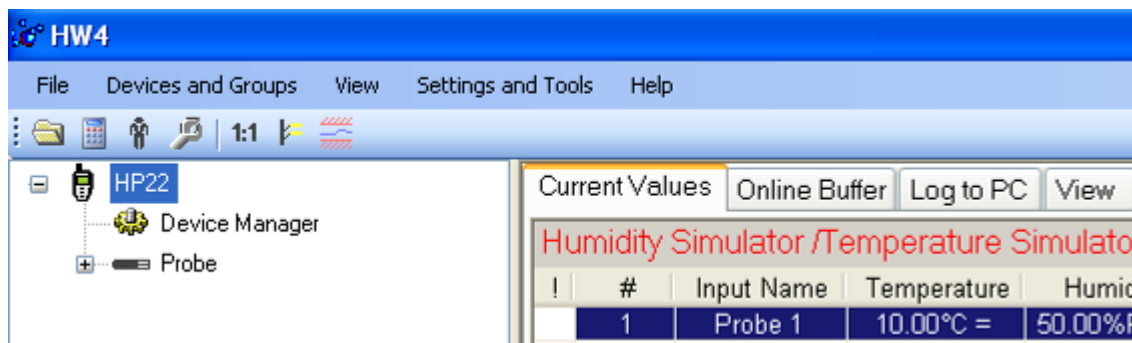 HW4
File Devices and Groups View Settings and Tools Help
1:1
HP22
Device Manager
Probe
Current Values Online Buffer Log to PC View
Humidity Simulator /Temperature Simulato
! # Input Name Temperature Humid
1 Probe 1 10.00°C = 50.00%